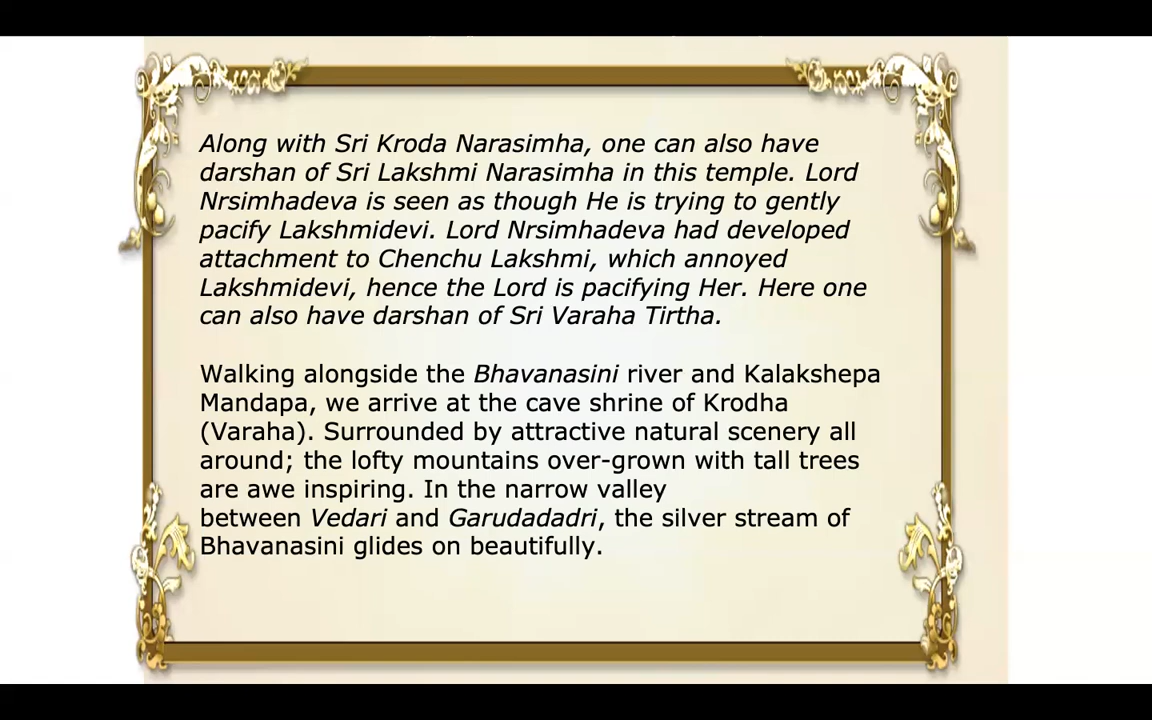 Along with Sri Kroda Narasimha, one can also have
darshan of Sri Lakshmi Narasimha in this temple. Lord
Nrsimhadeva is seen as though He is trying to gently
pacify Lakshmidevi. Lord Nrsimhadeva had developed
attachment to Chenchu Lakshmi, which annoyed
Lakshmidevi, hence the Lord is pacifying Her. Here one
can also have darshan of Sri Varaha Tirtha.
Walking alongside the Bhavanasini river and Kalakshepa
Mandapa, we arrive at the cave shrine of Krodha
(Varaha). Surrounded by attractive natural scenery all
around; the lofty mountains over-grown with tall trees
are awe inspiring. In the narrow valley
between Vedari and Garudadadri, the silver stream of
Bhavanasini glides on beautifully.